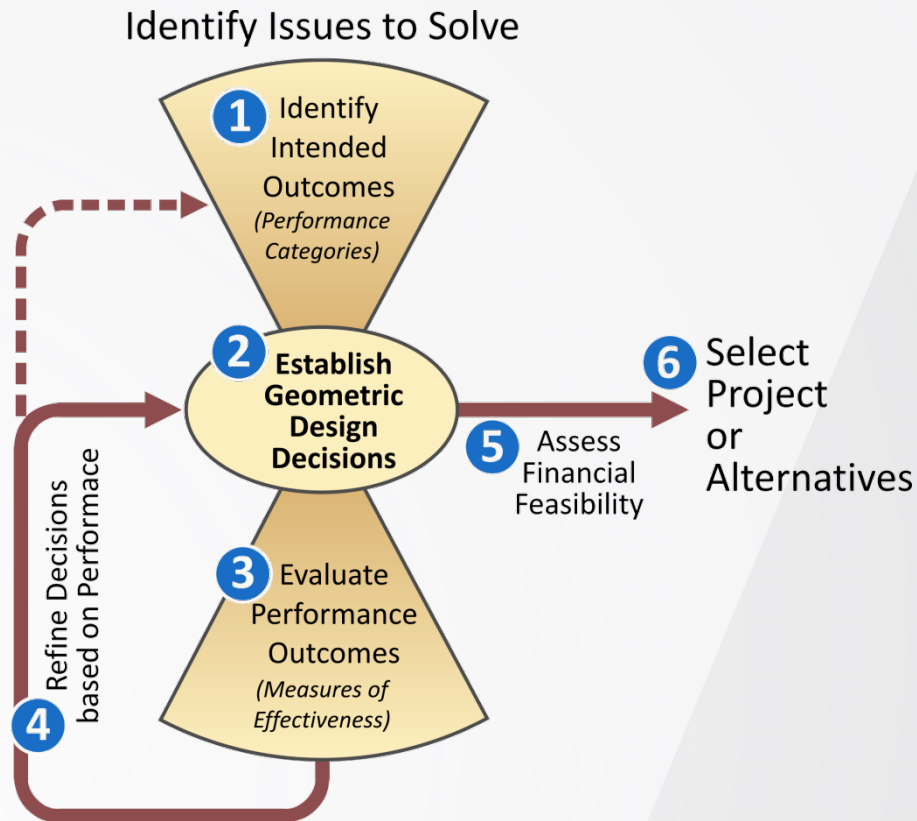 Identify Issues to Solve
1
Identify
Intended
Outcomes
(Performance
Categories)
2
Establish
Geometric
Design
Decisions
3
Evaluate
Performance
Outcomes
(Measures of
Effectiveness)
4
Refine Decisions
based on Performace
5
Assess
Financial
Feasibility
6
Select
Project
or
Alternatives